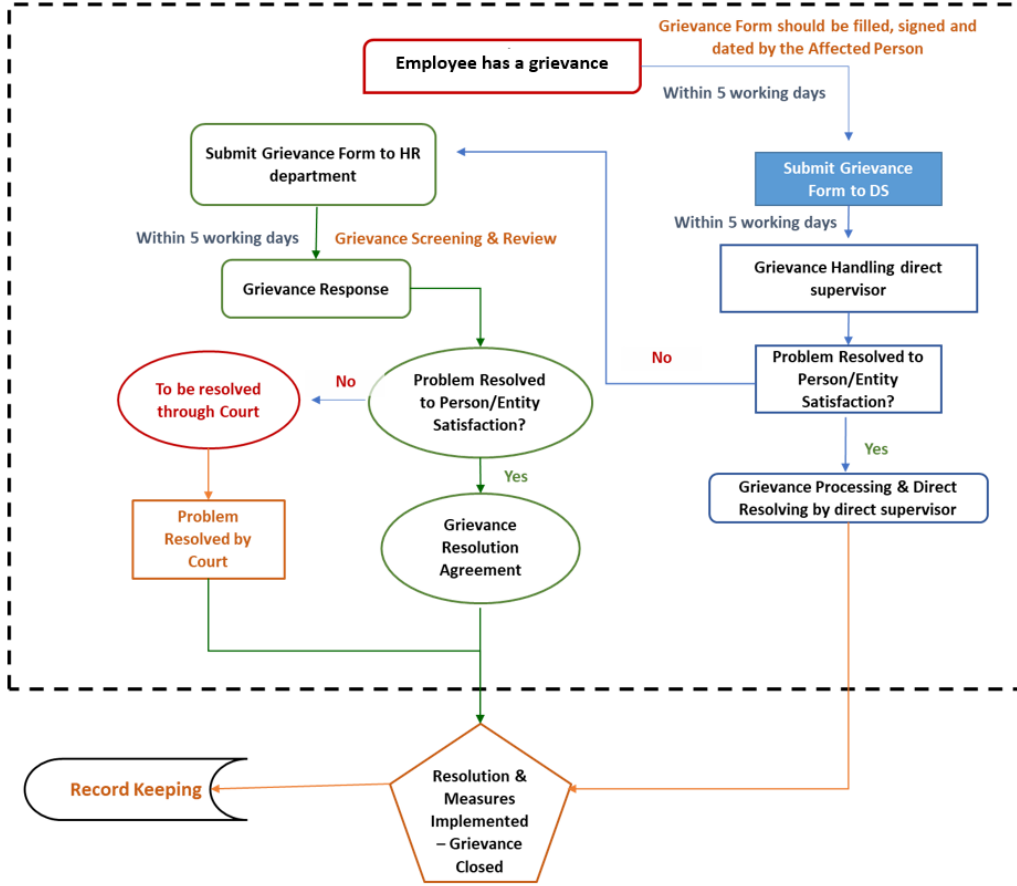 Grievance Form should be filled, signed and
dated by the Affected Person
Employee has a grievance
Within 5 working days
Submit Grievance Form to HR
department
Submit Grievance
Form to DS
Within 5 working days
Grievance Screening & Review
Within 5 working days
Grievance Handling direct
supervisor
Grievance Response
No
Problem Resolved to
Person/Entity
Satisfaction?
To be resolved
through Court
No
Problem Resolved
to Person/Entity
Satisfaction?
Yes
Yes
Grievance Processing & Direct
Resolving by direct supervisor
Problem
Resolved by
Court
Grievance
Resolution
Agreement
Record Keeping
Resolution &
Measures
Implemented
– Grievance
Closed